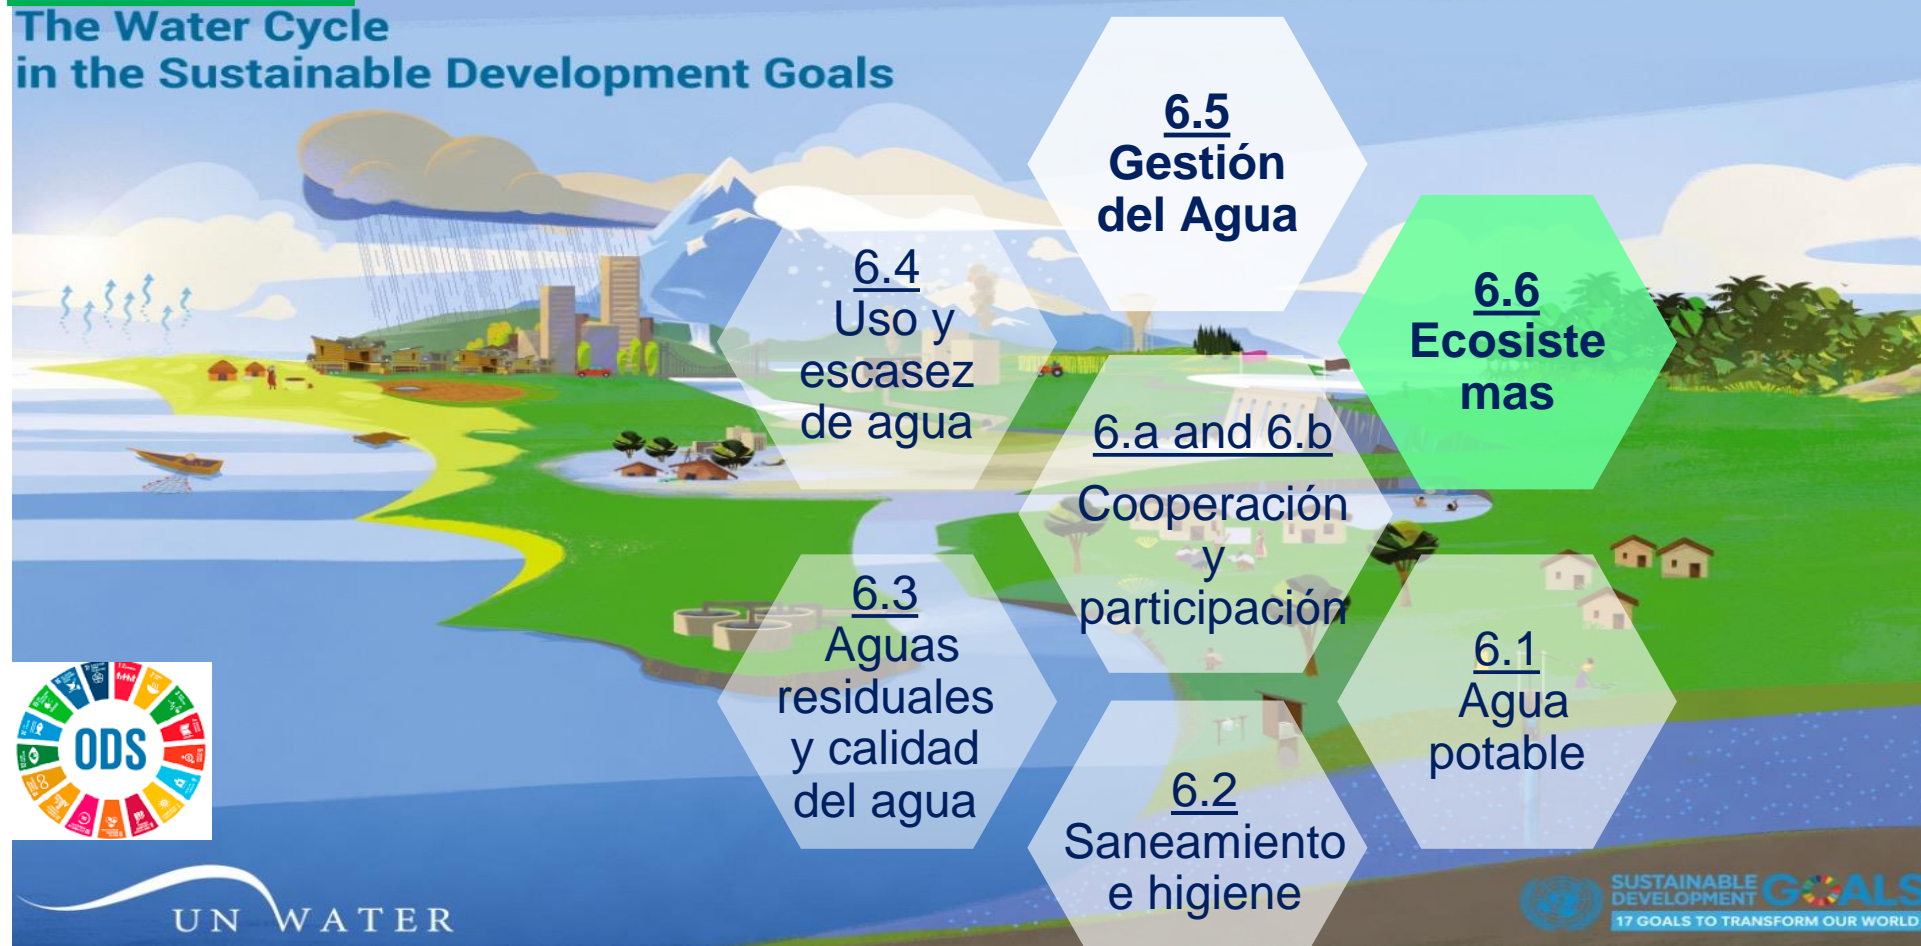 The Water Cycle
in the Sustainable Development Goals
6.5
Gestión
del Agua
6.4
Uso y
escasez
de agua
6.6
Ecosiste
mas
6.a and 6.b
Cooperación
y
participación
6.3
Aguas
residuales
y calidad
del agua
6.1
Agua
potable
6.2
Saneamiento
e higiene
ODS
UN WATER
SUSTAINABLE
DEVELOPMENT GOALS
17 GOALS TO TRANSFORM OUR WORLD